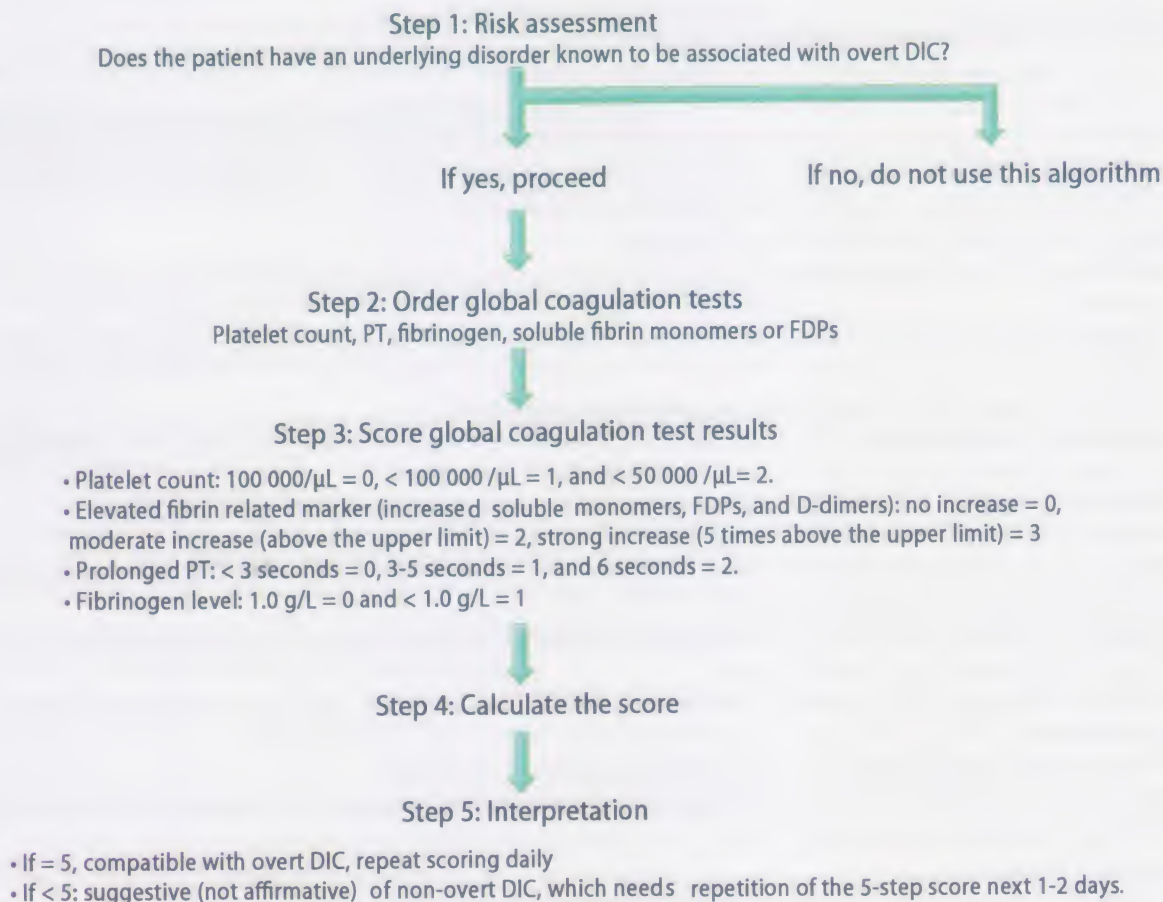 Step 1: Risk assessment
Does the patient have an underlying disorder known to be associated with overt DIC?
If yes, proceed
If no, do not use this algorithm
Step 2: Order global coagulation tests
Platelet count, PT, fibrinogen, soluble fibrin monomers or FDPs
Step 3: Score global coagulation test results
• Platelet count: 100 000/μL = 0, < 100 000 /μL = 1, and < 50 000 /μL= 2.
• Elevated fibrin related marker (increased soluble monomers, FDPs, and D-dimers): no increase = 0,
moderate increase (above the upper limit) = 2, strong increase (5 times above the upper limit) = 3
• Prolonged PT: < 3 seconds = 0, 3-5 seconds = 1, and 6 seconds = 2.
• Fibrinogen level: 1.0 g/L = 0 and < 1.0 g/L = 1
Step 4: Calculate the score
Step 5: Interpretation
• If = 5, compatible with overt DIC, repeat scoring daily
• If < 5: suggestive (not affirmative) of non-overt DIC, which needs repetition of the 5-step score next 1-2 days.